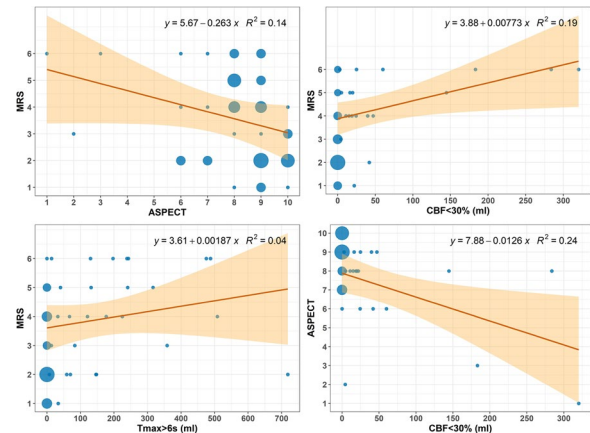 y = 5.67−0.263 x R² = 0.14
MRS
6
5
4
3
2
1
1 2 3 4 5 6 7 8 9 10
ASPECT
y = 3.88+0.00773 x R² = 0.19
MRS
6
5
4
3
2
1
0 50 100 150 200 250 300
CBF<30% (ml)
y = 3.61+0.00187 x R² = 0.04
MRS
6
5
4
3
2
1
0 100 200 300 400 500 600 700
Tmax>6s (ml)
y = 7.88−0.0126 x R² = 0.24
ASPECT
10
9
8
7
6
5
4
3
2
1
0 50 100 150 200 250 300
CBF<30% (ml)